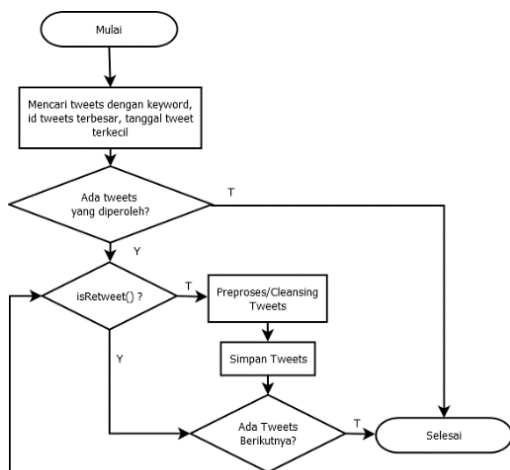 Mulai
Mencari tweets dengan keyword,
id tweets terbesar, tanggal tweet
terkecil
Ada tweets
yang diperoleh?
T
Y
isRetweet() ?
T
Preproses/Cleansing
Tweets
Simpan Tweets
Y
Ada Tweets
Berikutnya?
T
Selesai